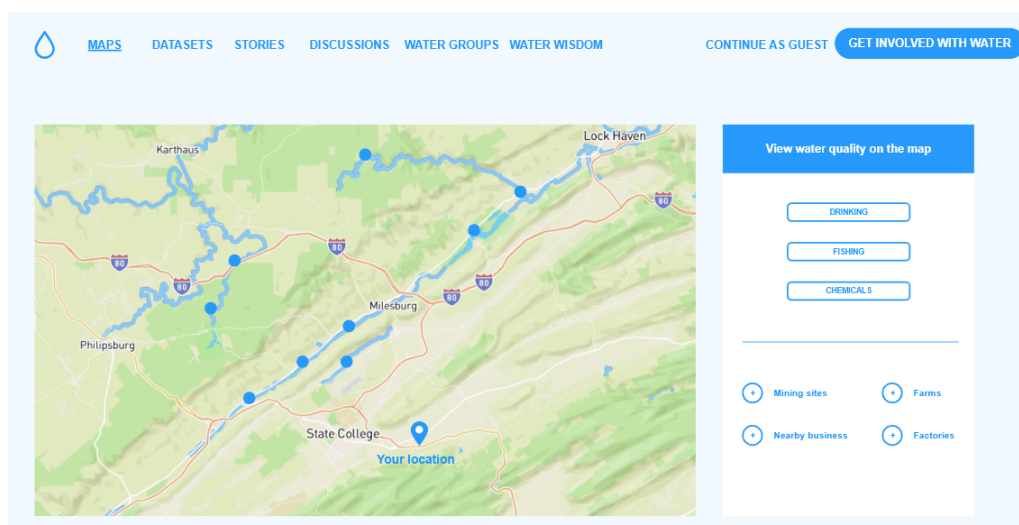 MAPS DATASETS STORIES DISCUSSIONS WATER GROUPS WATER WISDOM CONTINUE AS GUEST GET INVOLVED WITH WATER
Lock Haven
Karthaus
View water quality on the map
80
DRINKING
80
FISHING
80
80
80
80
CHEMICALS
Milesburg
Philipsburg
Mining sites
Farms
State College
Nearby business
Factories
Your location